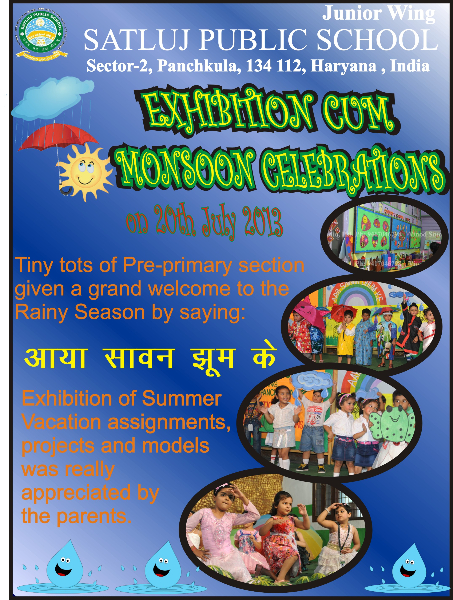 Junior Wing
SATLUJ PUBLIC SCHOOL
Sector-2, Panchkula, 134 112, Haryana , India
EXHIBITION CUM
MONSOON CELEBRATIONS
on 20th July 2013
Tiny tots of Pre-primary section
given a grand welcome to the
Rainy Season by saying:
आया सावन झूम के
Exhibition of Summer
Vacation assignments,
projects and models
was really
appreciated by
the parents.